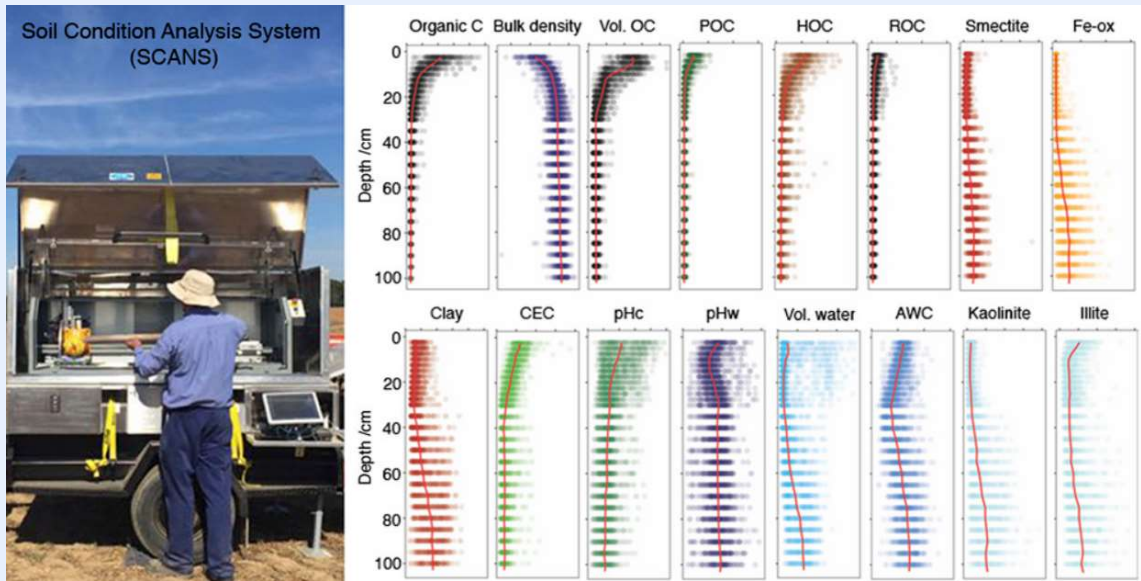 Soil Condition Analysis System
(SCANS)
Organic C Bulk density Vol. OC POC HOC ROC Smectite Fe-ox
0
20
40
60
80
100
Depth /cm
Clay CEC pHc pHw Vol. water AWC Kaolinite Illite
0
20
40
60
80
100
Depth /cm